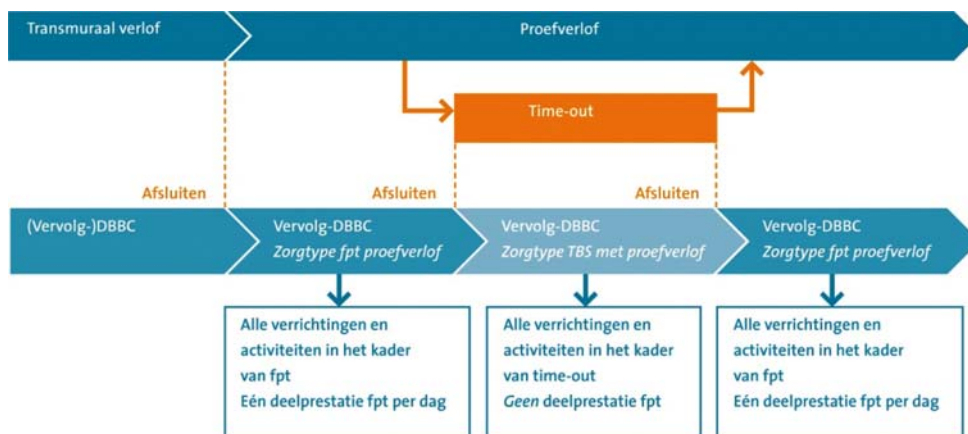 Transmuraal verlof
Proefverlof
Time-out
Afsluiten
Afsluiten
Afsluiten
(Vervolg-)DBBC
Vervolg-DBBC
Zorgtype fpt proefverlof
Vervolg-DBBC
Zorgtype TBS met proefverlof
Vervolg-DBBC
Zorgtype fpt proefverlof
Alle verrichtingen en
activiteiten in het kader
van fpt
Eén deelprestatie fpt per dag
Alle verrichtingen en
activiteiten in het kader
van time-out
Geen deelprestatie fpt
Alle verrichtingen en
activiteiten in het kader
van fpt
Eén deelprestatie fpt per dag